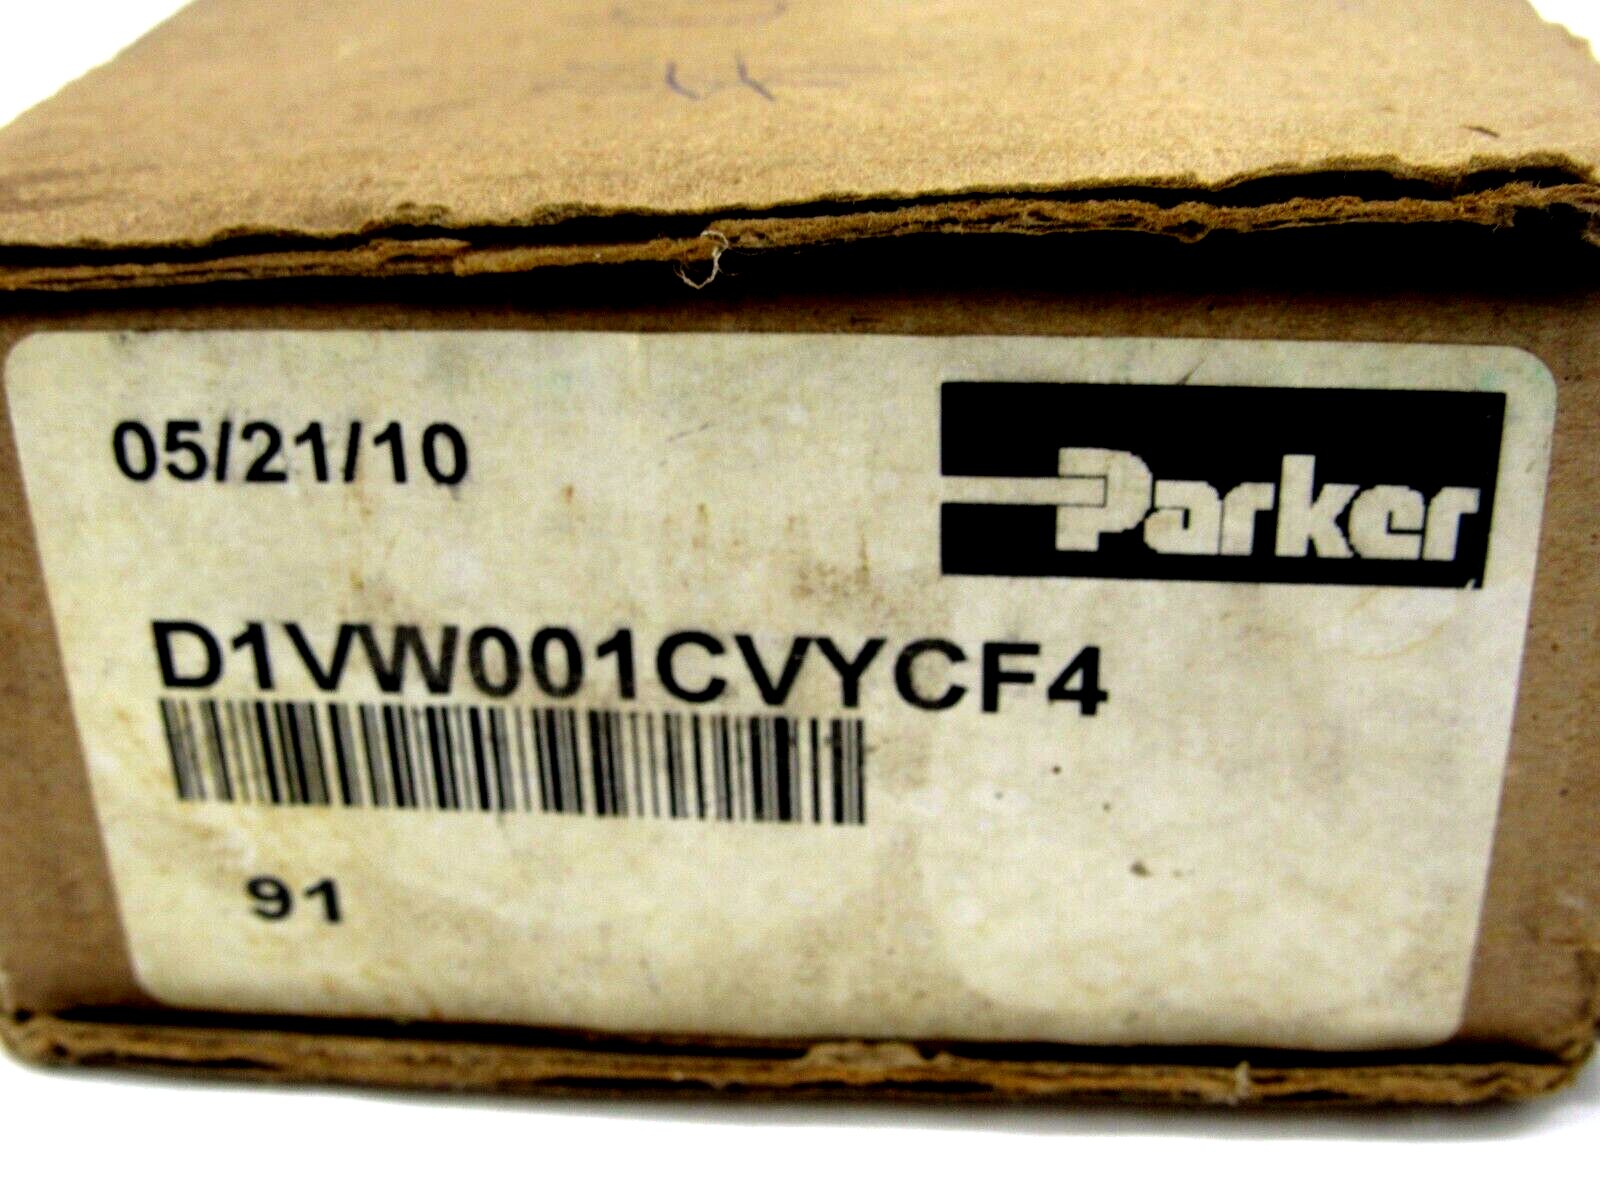 05/21/10
Parker
D1VW001CVYCF4
91